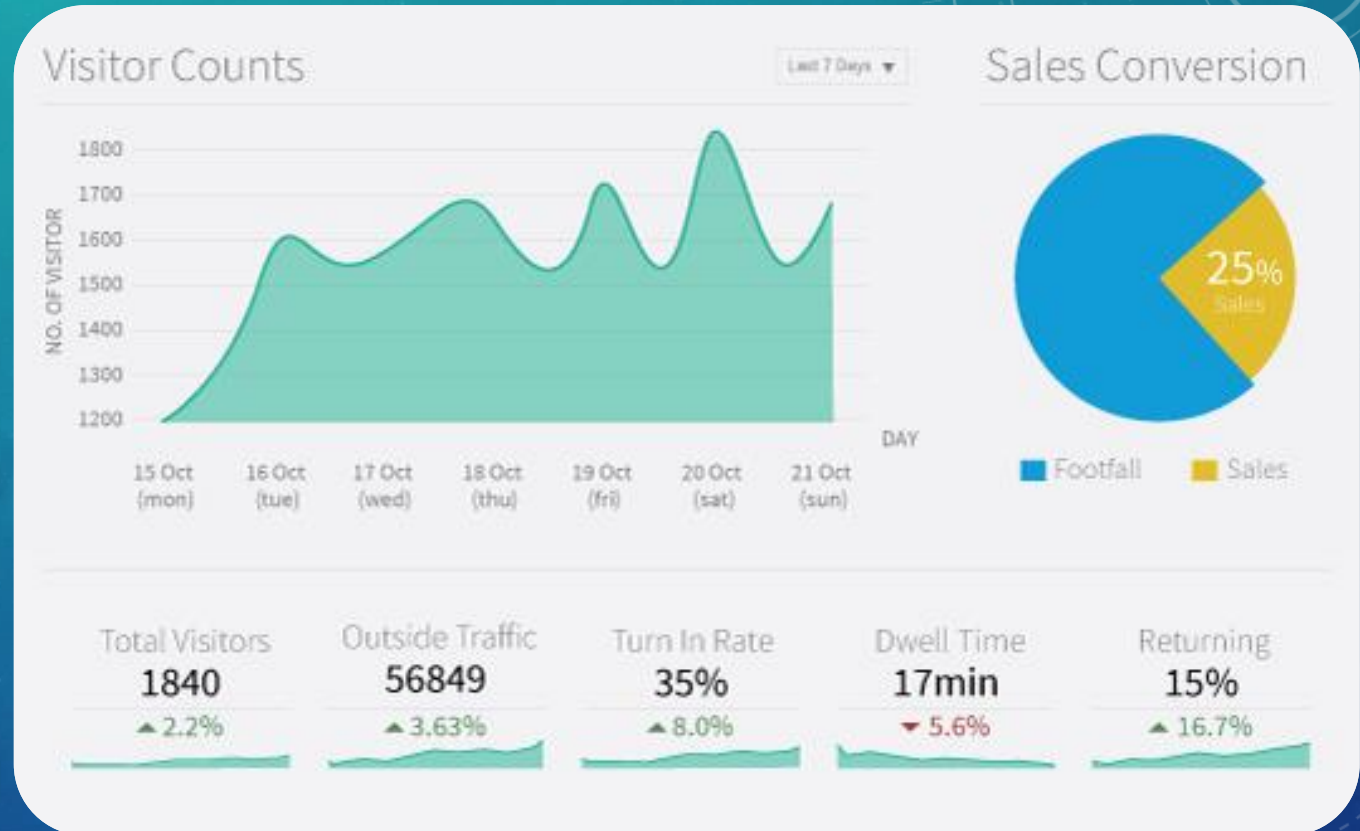 Visitor Counts
Last 7 Days
Sales Conversion
NO. OF VISITOR
1800
1700
1600
1500
1400
1300
1200
DAY
15 Oct
(mon)
16 Oct
(tue)
17 Oct
(wed)
18 Oct
(thu)
19 Oct
(fri)
20 Oct
(sat)
21 Oct
(sun)
25%
Sales
Footfall
Sales
Total Visitors
1840
2.2%
Outside Traffic
56849
3.63%
Turn In Rate
35%
8.0%
Dwell Time
17min
5.6%
Returning
15%
16.7%